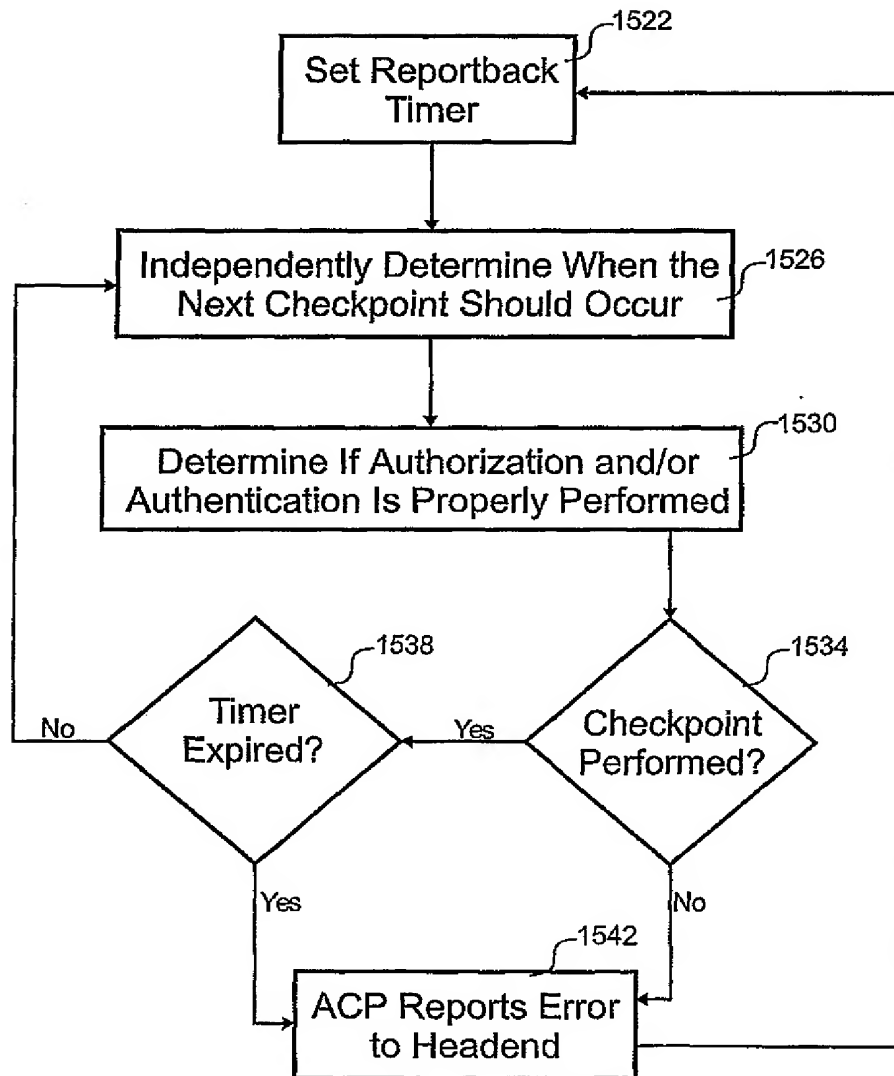 1522
Set Reportback
Timer
Independently Determine When the
Next Checkpoint Should Occur
1526
1530
Determine If Authorization and/or
Authentication Is Properly Performed
1538
1534
Timer
Expired?
No
Yes
Checkpoint
Performed?
Yes
No
1542
ACP Reports Error
to Headend